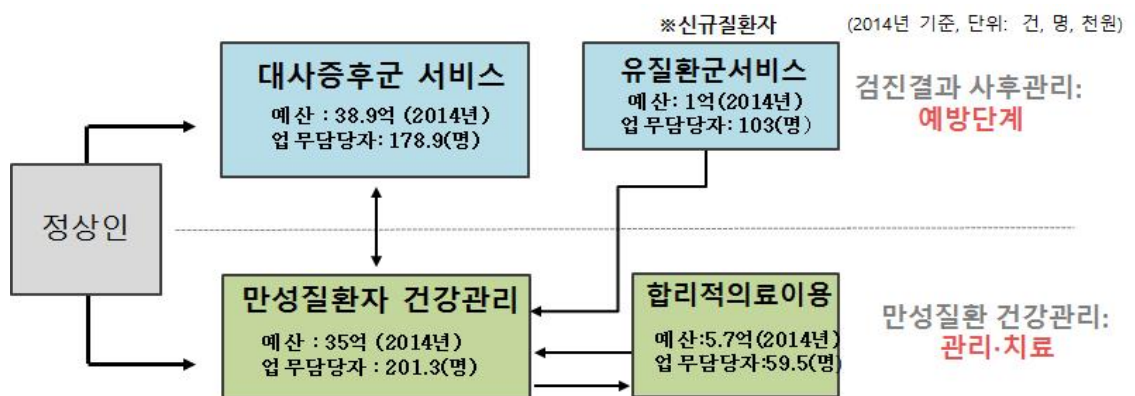 ※신규질환자
(2014년 기준, 단위: 건, 명, 천원)
대사증후군 서비스
예산 : 38.9억 (2014년)
업무담당자: 178.9(명)
유질환군서비스
예산: 1억(2014년)
업무담당자: 103(명)
검진결과 사후관리:
예방단계
정상인
만성질환자 건강관리
예산 : 35억 (2014년)
업무담당자 : 201.3(명)
합리적의료이용
예산:5.7억(2014년)
업무담당자:59.5(명)
만성질환 건강관리:
관리·치료